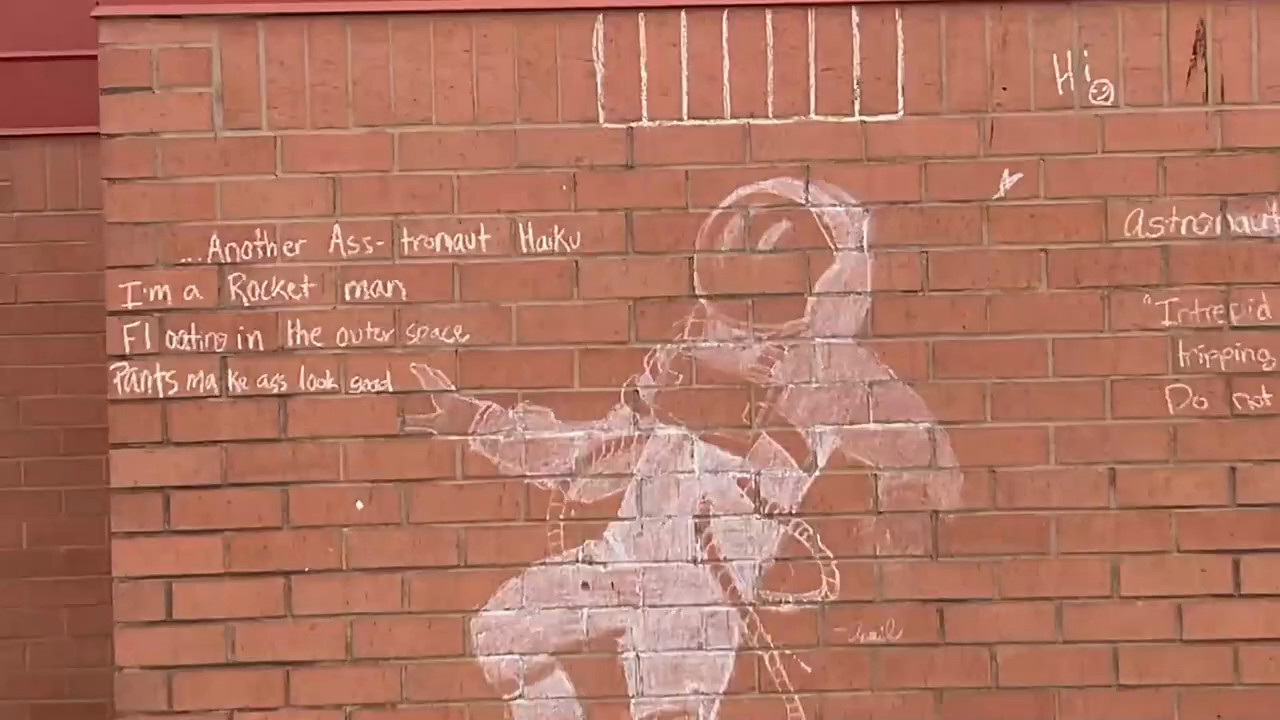 Hi
...Another Ass-tronaut Haiku
I'm a Rocket man
Floating in the outer space
Pants make ass look good
Astronaut
"Intrepid
tripping
Do not